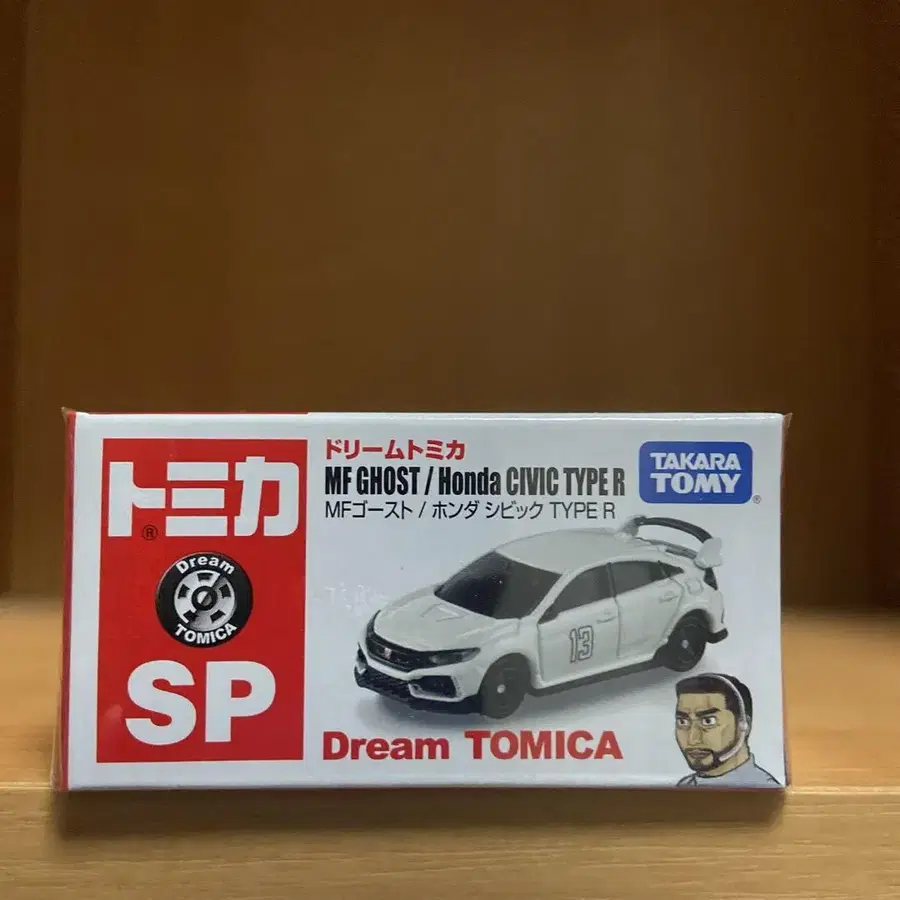 トミカ
®
Dream
TOMICA
SP
ドリームトミカ
MF GHOST / Honda CIVIC TYPE R
MFゴースト / ホンダ シビック TYPE R
TAKARA
TOMY
®
13
Dream TOMICA